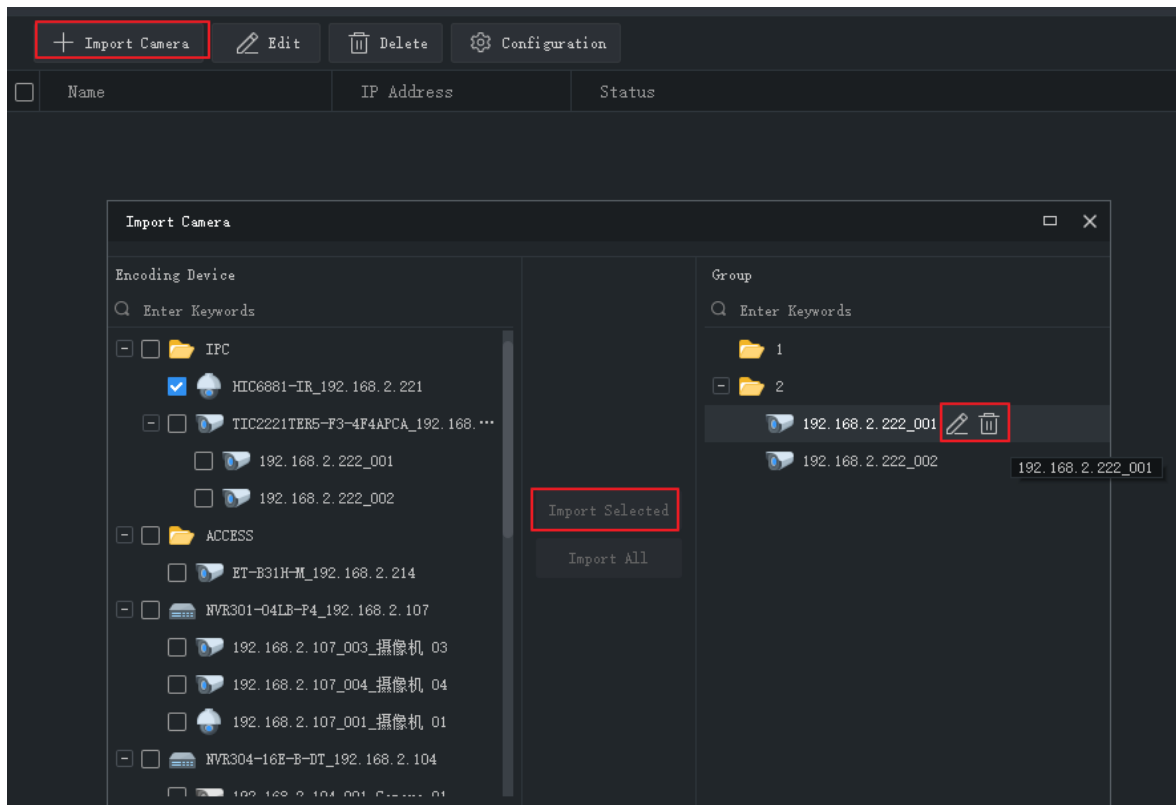 Import Camera Edit Delete Configuration
Name IP Address Status
Import Camera
Encoding Device
Enter Keywords
IPC
HIC6881-IR_192.168.2.221
TIC2221TER5-F3-4F4APCA_192.168.···
192.168.2.222_001
192.168.2.222_002
ACCESS
ET-B31H-M_192.168.2.214
NVR301-04LB-P4_192.168.2.107
192.168.2.107_003_摄像机 03
192.168.2.107_004_摄像机 04
192.168.2.107_001_摄像机 01
NVR304-16E-B-DT_192.168.2.104
192.168.2.104_001_Camera 01
Import Selected
Import All
Group
Enter Keywords
1
2
192.168.2.222_001
192.168.2.222_002
192.168.2.222_001